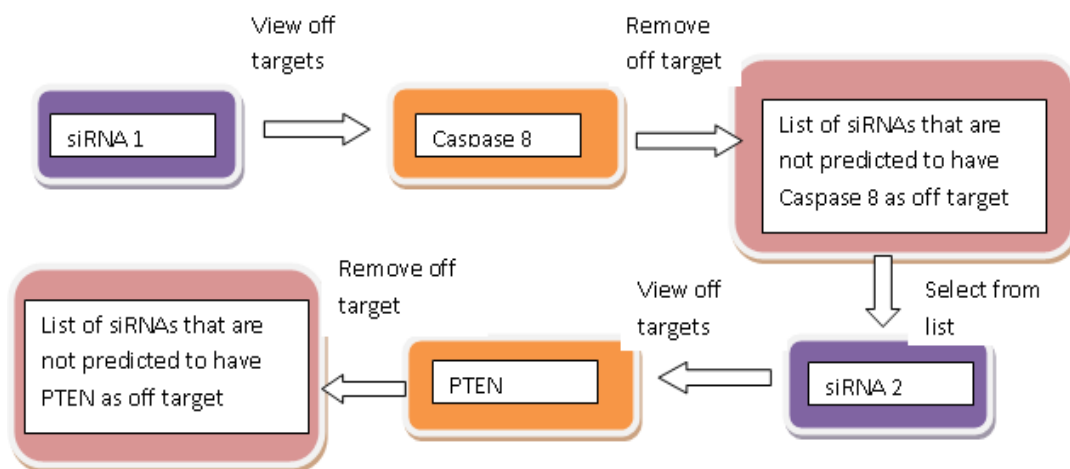 View off
targets
Remove
off target
siRNA 1
Caspase 8
List of siRNAs that are
not predicted to have
Caspase 8 as off target
Select from
list
siRNA 2
View off
targets
PTEN
Remove off
target
List of siRNAs that are
not predicted to have
PTEN as off target